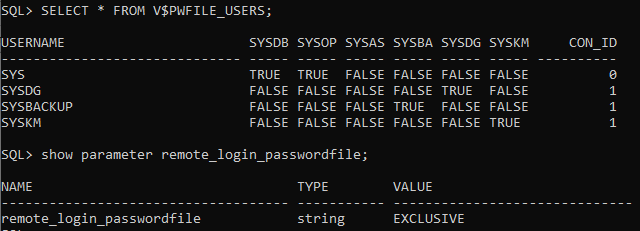 SQL> SELECT * FROM V$PWFILE_USERS;
USERNAME SYSDB SYSOP SYSAS SYSBA SYSDG SYSKM CON_ID
------------------------------ ----- ----- ----- ----- ----- ----- ----------
SYS TRUE TRUE FALSE FALSE FALSE FALSE 0
SYSDG FALSE FALSE FALSE FALSE TRUE FALSE 1
SYSBACKUP FALSE FALSE FALSE TRUE FALSE FALSE 1
SYSKM FALSE FALSE FALSE FALSE FALSE TRUE 1
SQL> show parameter remote_login_passwordfile;
NAME TYPE VALUE
------------------------------------ ----------- ------------------------------
remote_login_passwordfile string EXCLUSIVE